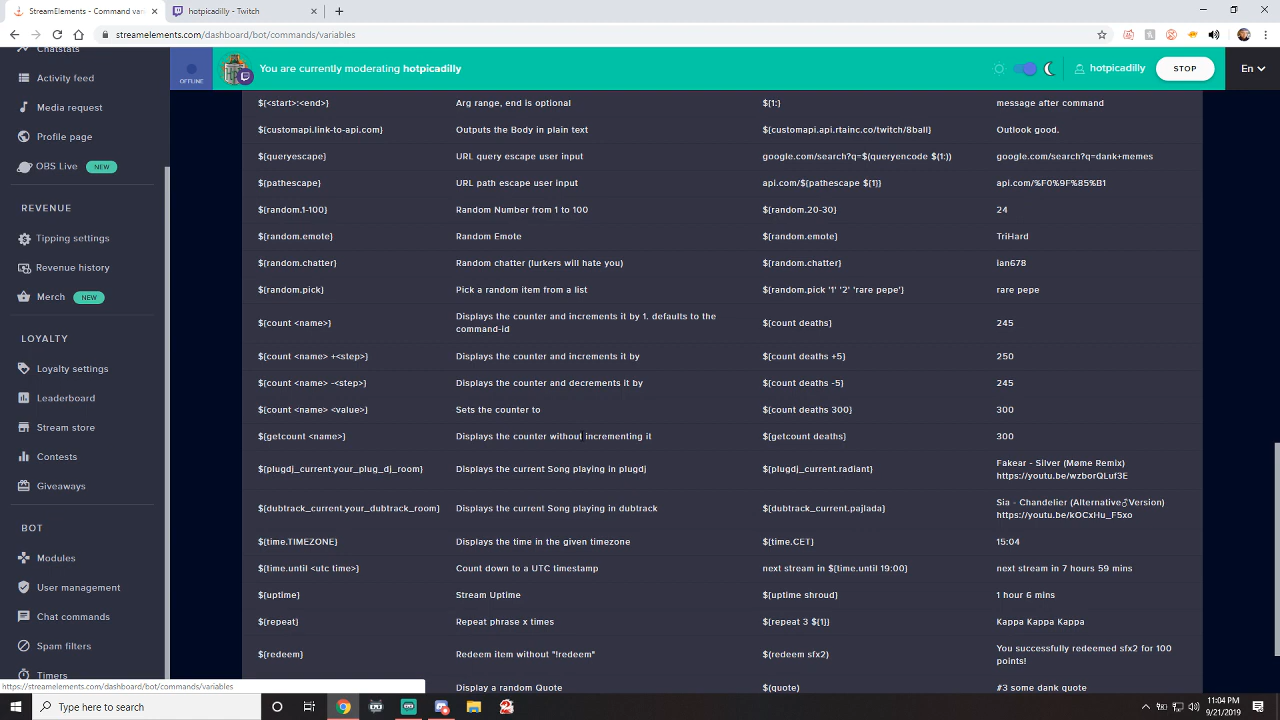 Command variables
hotpicadilly - Twitch
streamelements.com/dashboard/bot/commands/variables
OFFLINE
You are currently moderating hotpicadilly
hotpicadilly
STOP
En
Chatstats
Activity feed
Media request
Profile page
OBS Live NEW
REVENUE
Tipping settings
Revenue history
Merch NEW
LOYALTY
Loyalty settings
Leaderboard
Stream store
Contests
Giveaways
BOT
Modules
User management
Chat commands
Spam filters
Timers
${<start>:<end>} Arg range, end is optional ${1:} message after command
${customapi.link-to-api.com} Outputs the Body in plain text ${customapi.api.rtainc.co/twitch/8ball} Outlook good.
${queryescape} URL query escape user input google.com/search?q=$(queryencode $(1:)) google.com/search?q=dank+memes
${pathescape} URL path escape user input api.com/${pathescape ${1}} api.com/%F0%9F%85%B1
${random.1-100} Random Number from 1 to 100 ${random.20-30} 24
${random.emote} Random Emote ${random.emote} TriHard
${random.chatter} Random chatter (lurkers will hate you) ${random.chatter} ian678
${random.pick} Pick a random item from a list ${random.pick '1' '2' 'rare pepe'} rare pepe
${count <name>} Displays the counter and increments it by 1. defaults to the ${count deaths} 245
command-id
${count <name> +<step>} Displays the counter and increments it by ${count deaths +5} 250
${count <name> -<step>} Displays the counter and decrements it by ${count deaths -5} 245
${count <name> <value>} Sets the counter to ${count deaths 300} 300
${getcount <name>} Displays the counter without incrementing it ${getcount deaths} 300
${plugdj_current.your_plug_dj_room} Displays the current Song playing in plugdj ${plugdj_current.radiant} Fakear - Silver (Møme Remix)
https://youtu.be/wzborQLuf3E
${dubtrack_current.your_dubtrack_room} Displays the current Song playing in dubtrack ${dubtrack_current.pajlada} Sia - Chandelier (Alternative Version)
https://youtu.be/kOCxHu_F5xo
${time.TIMEZONE} Displays the time in the given timezone ${time.CET} 15:04
${time.until <utc time>} Count down to a UTC timestamp next stream in ${time.until 19:00} next stream in 7 hours 59 mins
${uptime} Stream Uptime ${uptime shroud} 1 hour 6 mins
${repeat} Repeat phrase x times ${repeat 3 ${1}} Kappa Kappa Kappa
${redeem} Redeem item without "!redeem" $(redeem sfx2) You successfully redeemed sfx2 for 100
points!
Display a random Quote $(quote) #3 some dank quote
https://streamelements.com/dashboard/bot/commands/variables
Type here to search
11:04 PM
9/21/2019